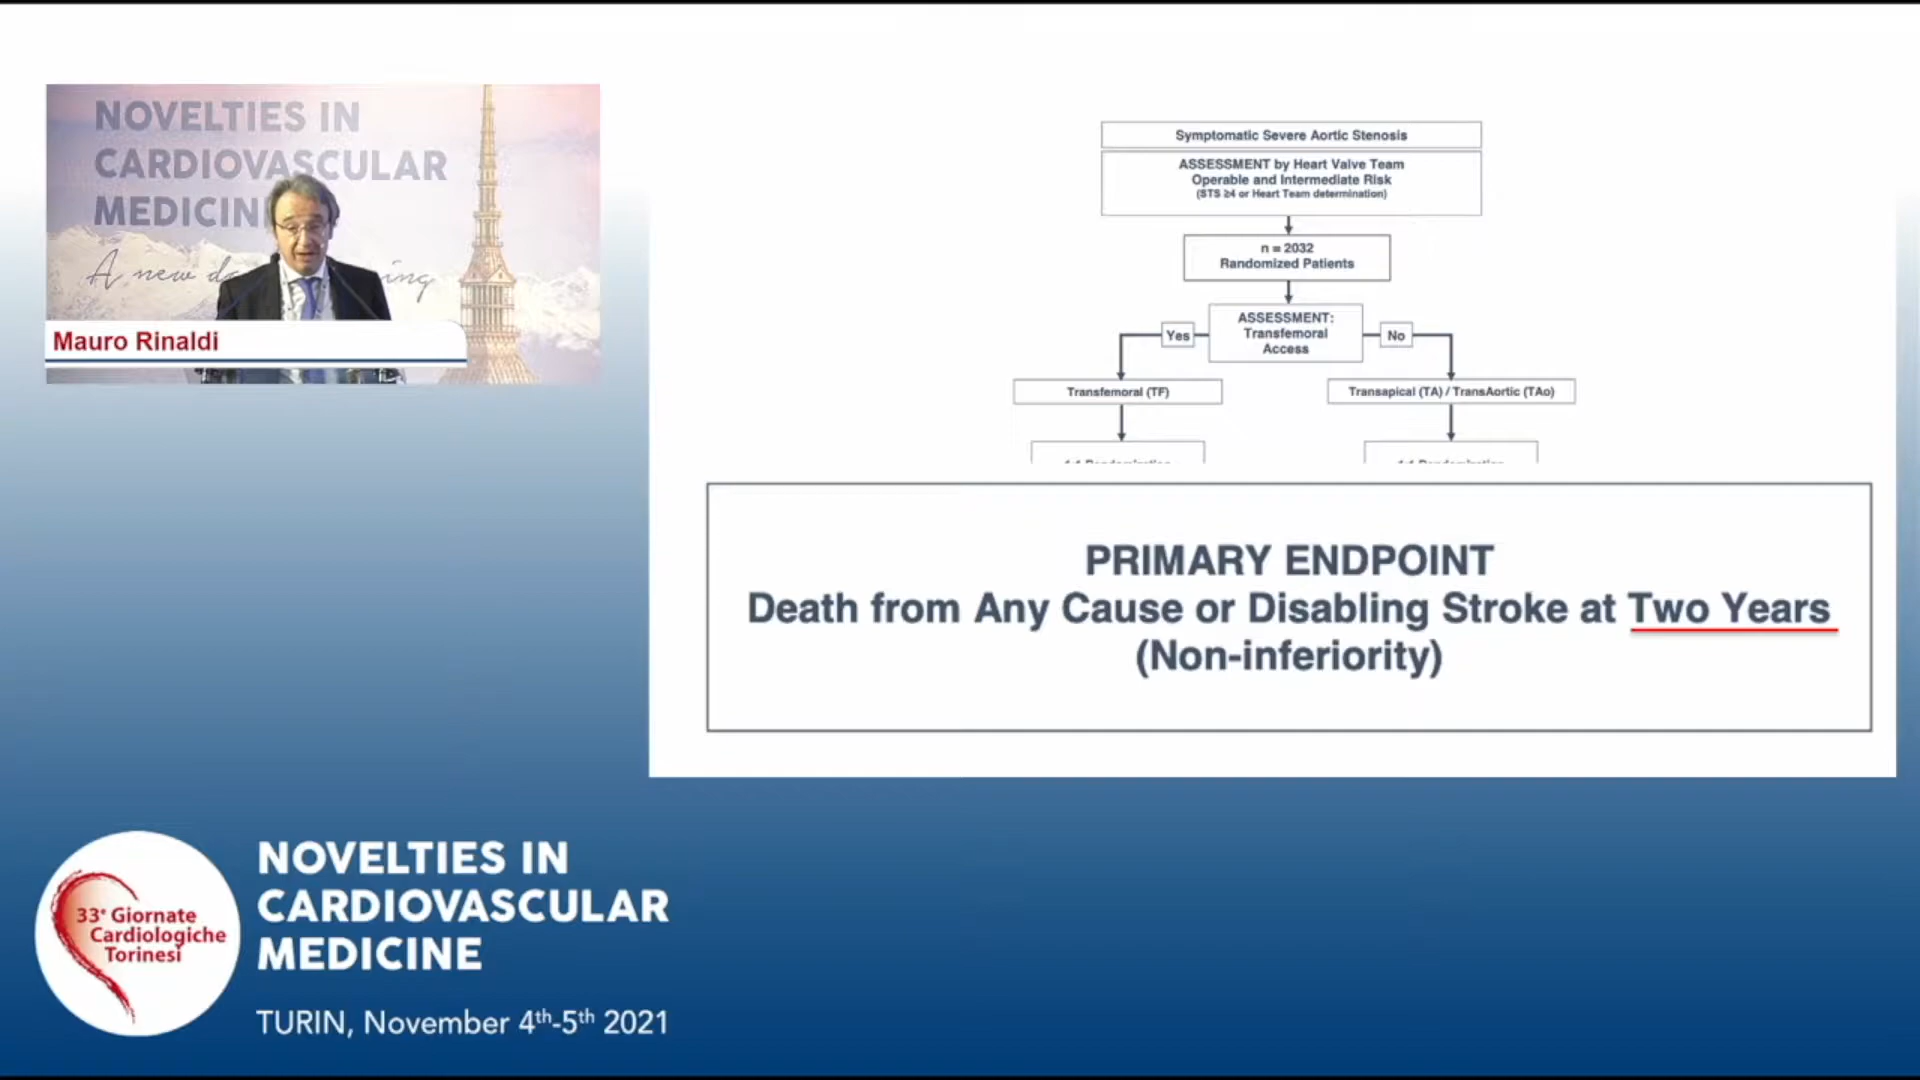 NOVELTIES IN
CARDIOVASCULAR
MEDICIN
A new d ing
Mauro Rinaldi
Symptomatic Severe Aortic Stenosis
ASSESSMENT by Heart Valve Team
Operable and Intermediate Risk
(STS ≥4 or Heart Team determination)
n = 2032
Randomized Patients
ASSESSMENT:
Transfemoral
Access
Yes
No
Transfemoral (TF)
Transapical (TA) / TransAortic (TAo)
PRIMARY ENDPOINT
Death from Any Cause or Disabling Stroke at Two Years
(Non-inferiority)
33° Giornate
Cardiologiche
Torinesi
NOVELTIES IN
CARDIOVASCULAR
MEDICINE
TURIN, November 4th-5th 2021